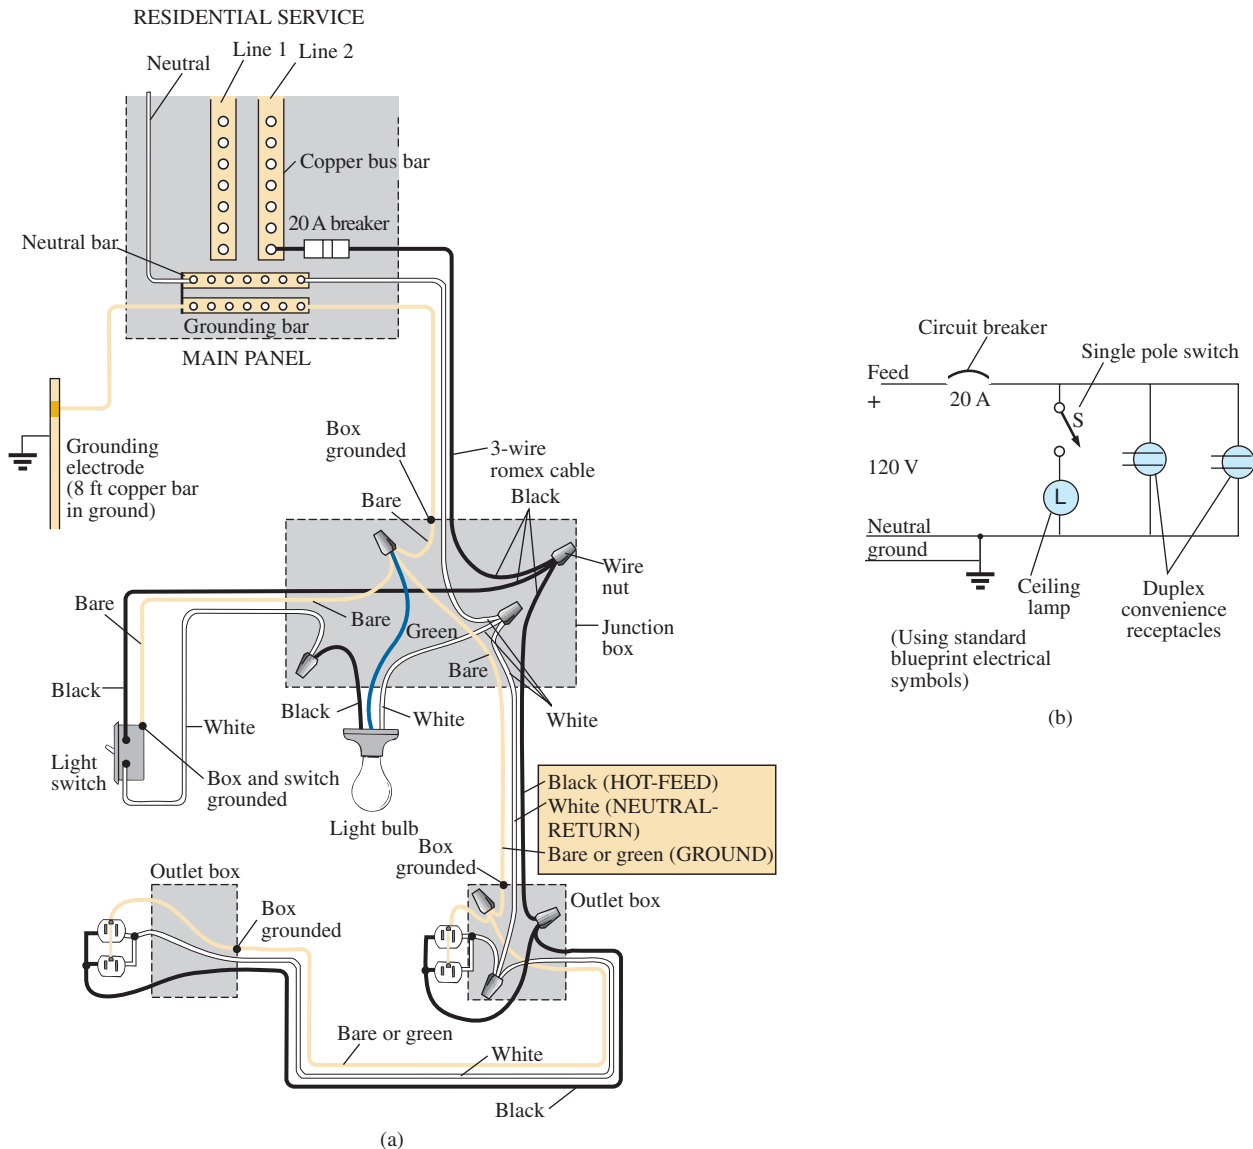 RESIDENTIAL SERVICE
Line 1
Line 2
Neutral
Copper bus bar
20 A breaker
Neutral bar
Grounding bar
MAIN PANEL
Grounding
electrode
(8 ft copper bar
in ground)
Box
grounded
3-wire
romex cable
Black
Bare
Wire
nut
Bare
Bare
Green
Junction
box
Bare
Black
Black
White
White
White
Light
switch
Box and switch
grounded
Light bulb
Black (HOT-FEED)
White (NEUTRAL-
RETURN)
Bare or green (GROUND)
Box
grounded
Outlet box
Outlet box
Box
grounded
Bare or green
White
Black
(a)
Circuit breaker
Single pole switch
Feed
+
20 A
S
120 V
L
Neutral
ground
Ceiling
lamp
Duplex
convenience
receptacles
(Using standard
blueprint electrical
symbols)
(b)